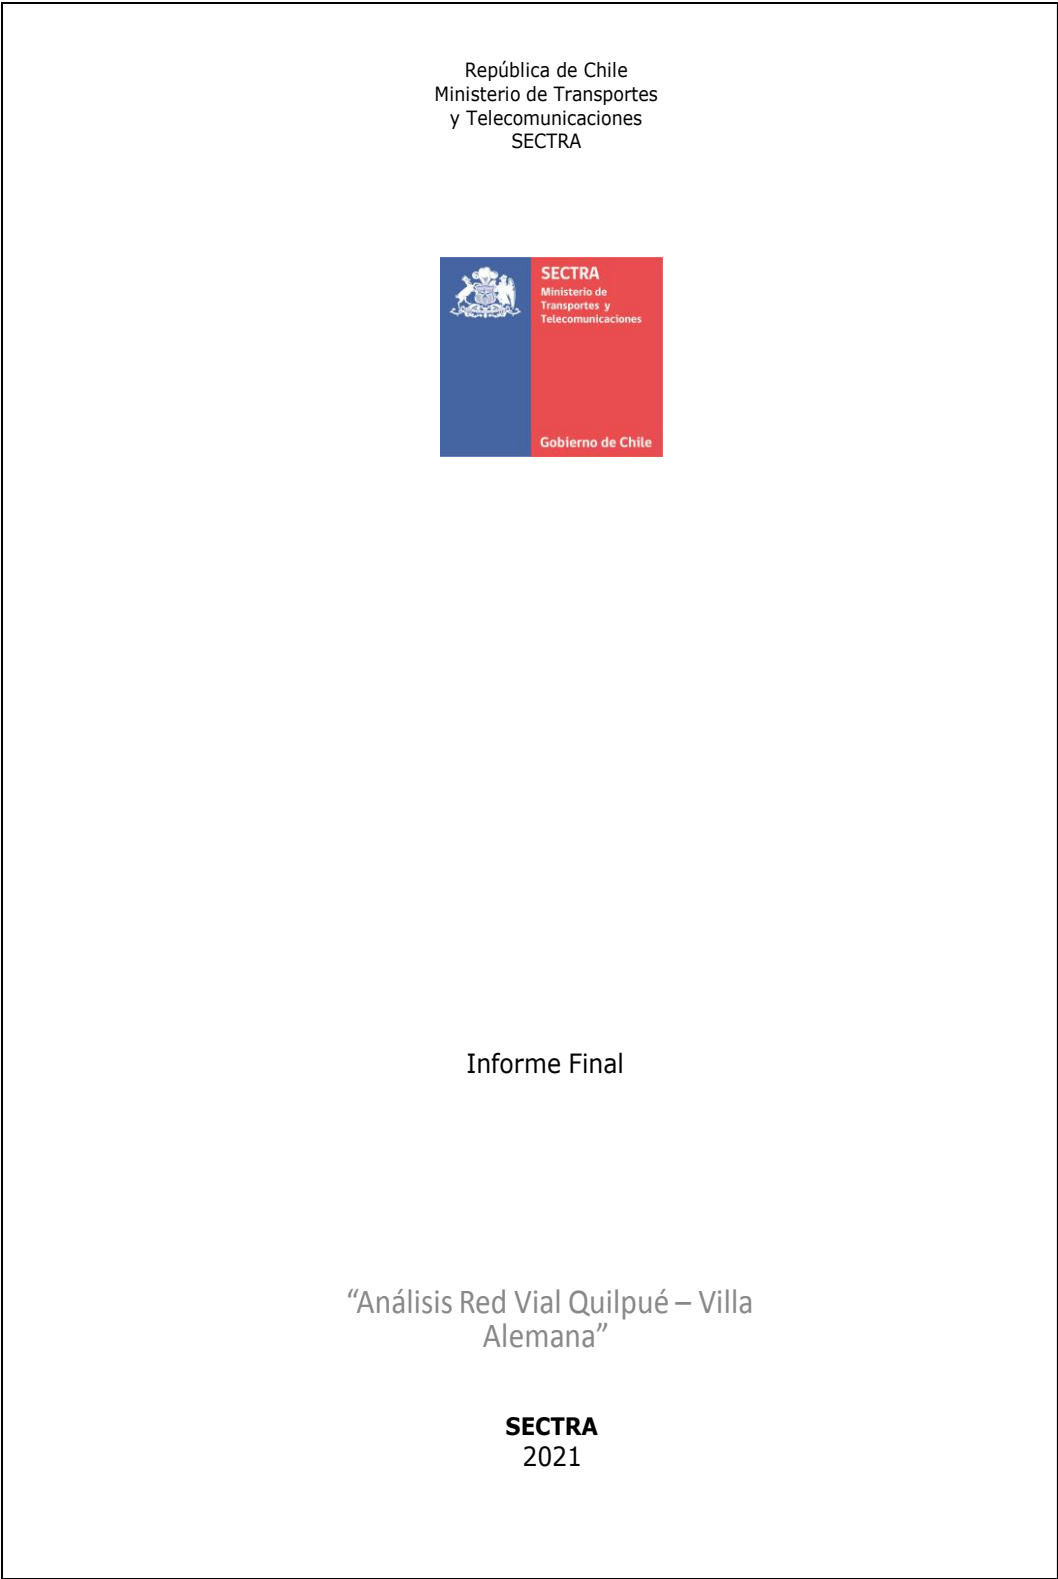 República de Chile
Ministerio de Transportes
y Telecomunicaciones
SECTRA
SECTRA
Ministerio de
Transportes y
Telecomunicaciones
Gobierno de Chile
Informe Final
“Análisis Red Vial Quilpué – Villa
Alemana”
SECTRA
2021